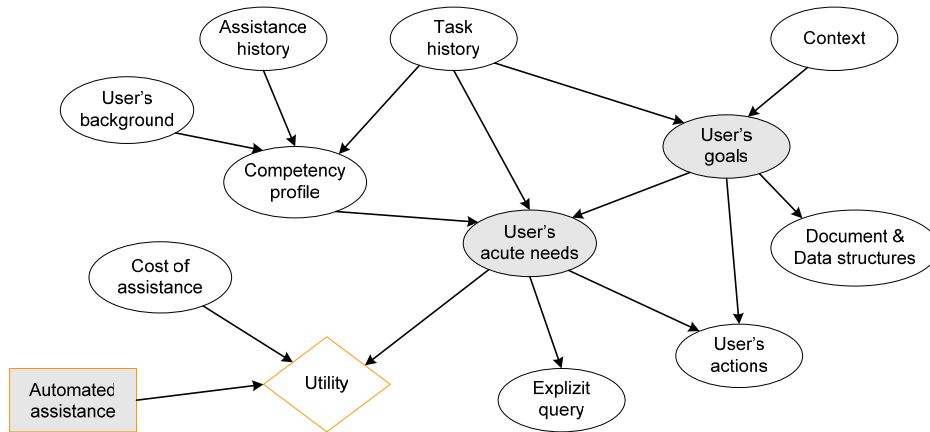 Assistance
history
Task
history
Context
User's
background
User's
goals
Competency
profile
User's
acute needs
Document &
Data structures
Cost of
assistance
User's
actions
Utility
Automated
assistance
Explizit
query